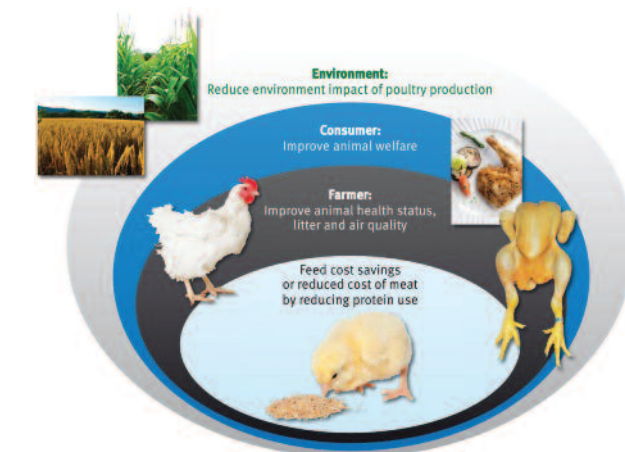 Environment:
Reduce environment impact of poultry production
Consumer:
Improve animal welfare
Farmer:
Improve animal health status,
litter and air quality
Feed cost savings
or reduced cost of meat
by reducing protein use